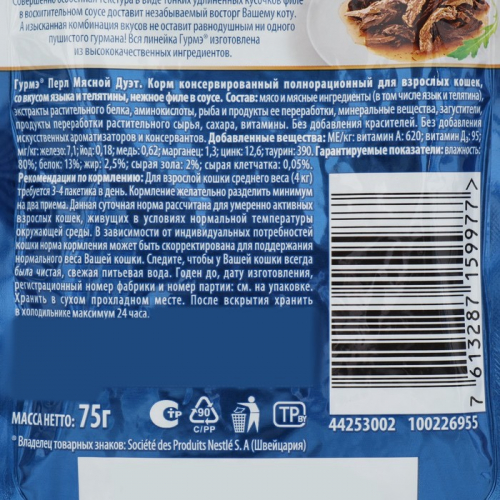 Совершенно особенная текстура в виде тонких удлиненных кусочков филе
в восхитительном соусе доставит незабываемый восторг Вашему коту.
А изысканная комбинация вкусов не оставит равнодушным ни одного
пушистого гурмана! Вся линейка Гурмэ® изготовлена
из высококачественных ингредиентов.
Гурмэ® Перл Мясной Дуэт. Корм консервированный полнорационный для взрослых кошек,
со вкусом языка и телятины, нежное филе в соусе. Состав: мясо и мясные ингредиенты (в том числе язык и телятина),
экстракты растительного белка, аминокислоты, рыба и продукты ее переработки, минеральные вещества, загустители,
продукты переработки растительного сырья, сахара, витамины. Без добавления красителей. Без добавления
искусственных ароматизаторов и консервантов. Добавленные вещества: МЕ/кг: витамин А: 620; витамин Д₃: 95;
мг/кг: железо: 7,1; йод: 0,18; медь: 0,62; марганец: 1,3; цинк: 12,6; таурин: 390. Гарантируемые показатели: влажность:
80%; белок: 13%; жир: 2,5%; сырая зола: 2%; сырая клетчатка: 0,05%.
Рекомендации по кормлению: Для взрослой кошки среднего веса (4 кг)
требуется 3-4 пакетика в день. Кормление желательно разделить минимум
на два приема. Данная суточная норма рассчитана для умеренно активных
взрослых кошек, живущих в условиях нормальной температуры
окружающей среды. В зависимости от индивидуальных потребностей
кошки норма кормления может быть скорректирована для поддержания
нормального веса Вашей кошки. Следите, чтобы у Вашей кошки всегда
была чистая, свежая питьевая вода. Годен до, дату изготовления,
регистрационный номер фабрики и номер партии: см. на упаковке.
Хранить в сухом прохладном месте. После вскрытия хранить
в холодильнике максимум 24 часа.
7 613287 159977 >
МАССА НЕТТО: 75г
РСТ
90
C/PP
TP BY
44253002 100226955
® Владелец товарных знаков: Société des Produits Nestlé S. A (Швейцария)